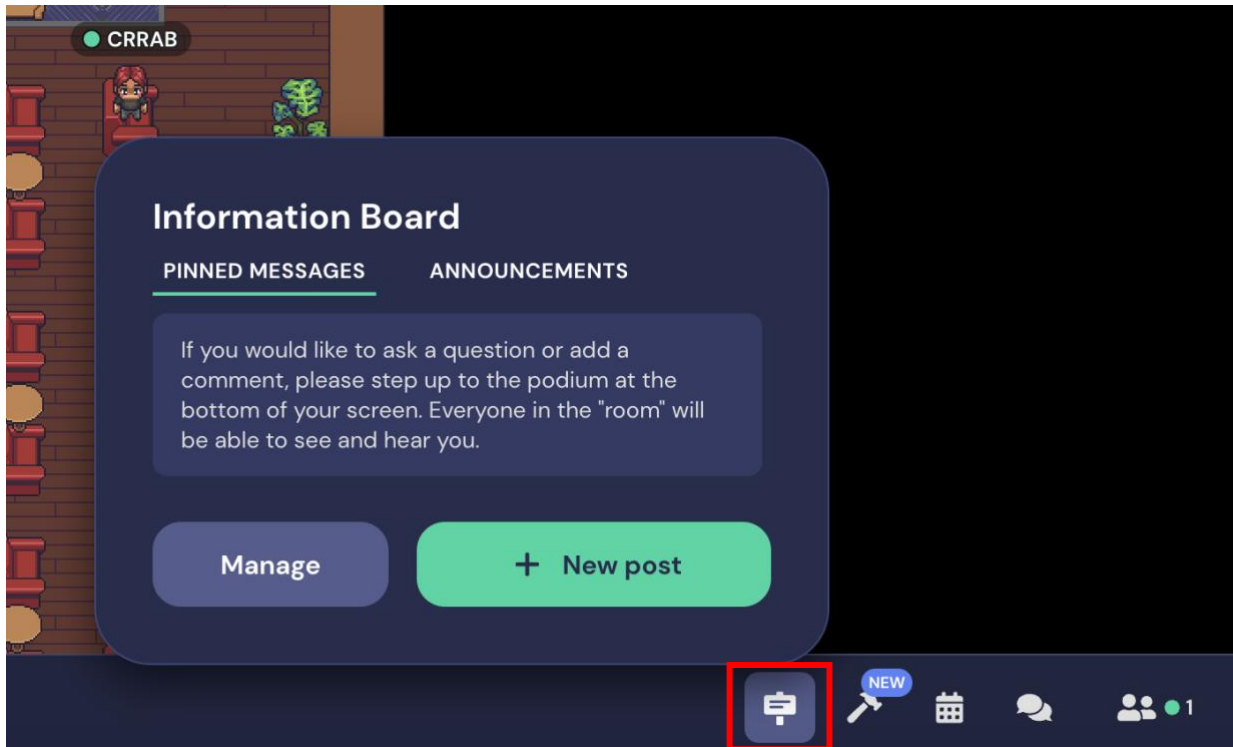 CRRAB
Information Board
PINNED MESSAGES ANNOUNCEMENTS
If you would like to ask a question or add a
comment, please step up to the podium at the
bottom of your screen. Everyone in the "room" will
be able to see and hear you.
Manage + New post
NEW
1